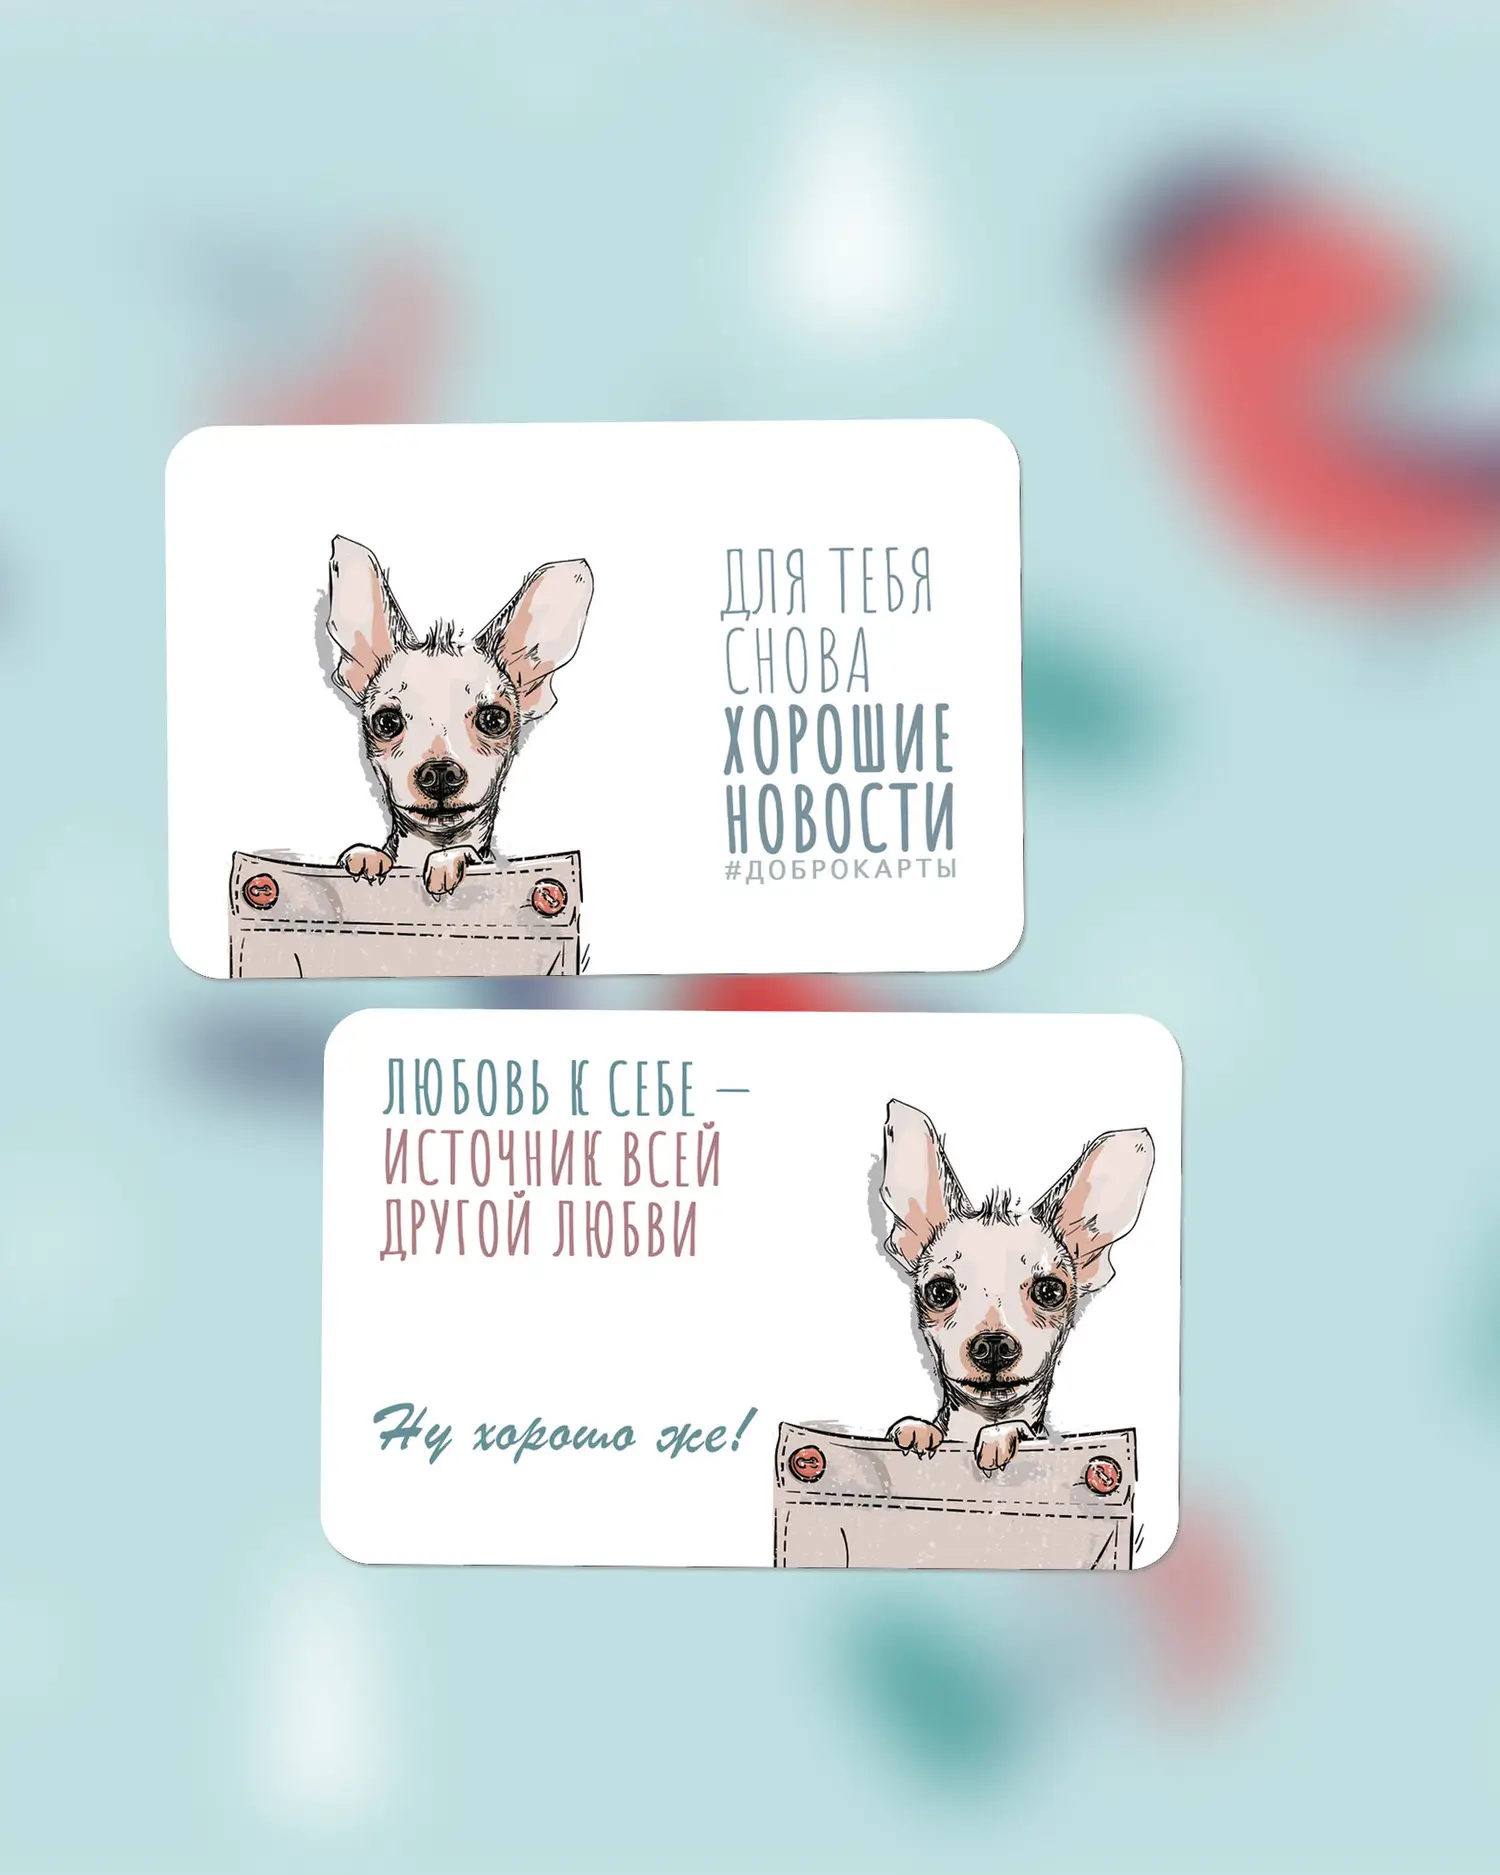 ДЛЯ ТЕБЯ
СНОВА
ХОРОШИЕ
НОВОСТИ
#ДОБРОКАРТЫ
ЛЮБОВЬ К СЕБЕ –
ИСТОЧНИК ВСЕЙ
ДРУГОЙ ЛЮБВИ
Ну хорошо же!